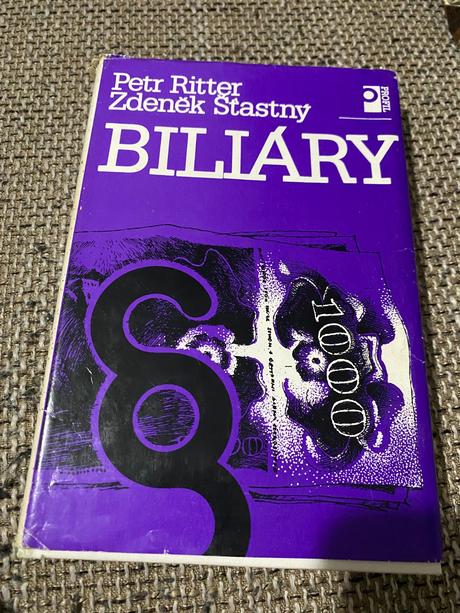 Petr Ritter
Zdeněk Šťastný
PROFIL
BILIÁRY
1000